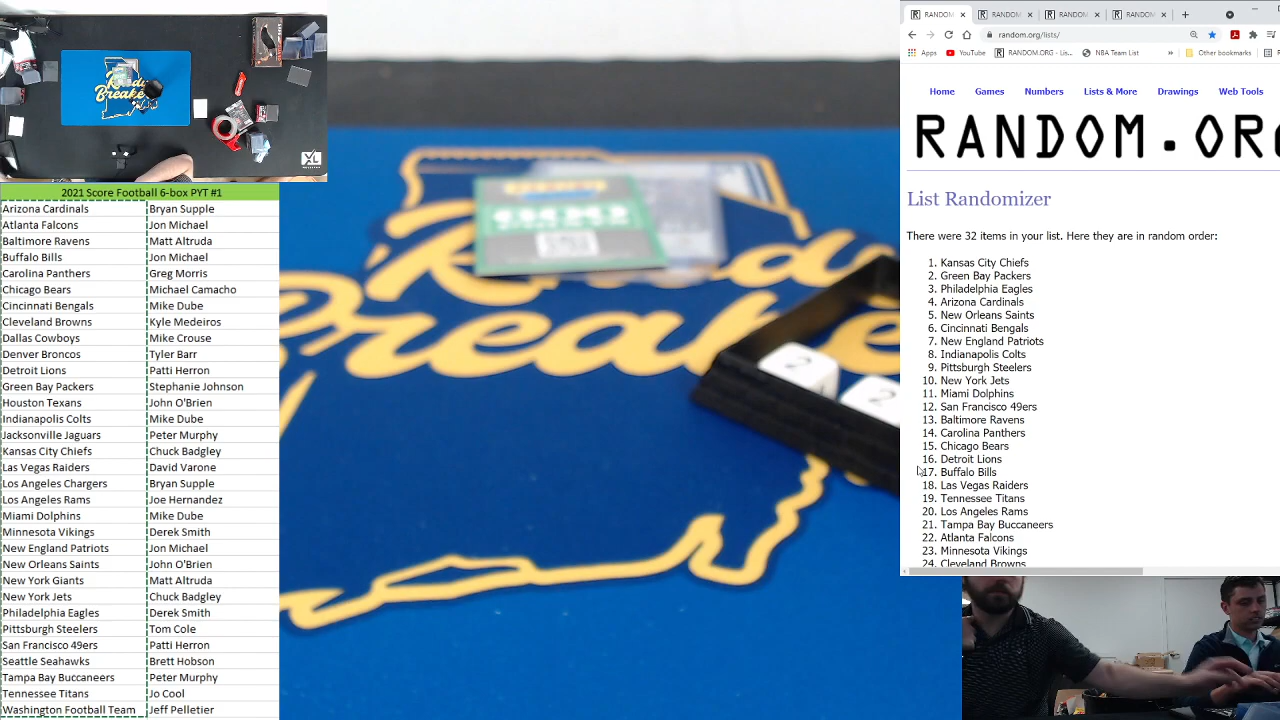 2021 Score Football 6-box PYT #1
Arizona Cardinals Bryan Supple
Atlanta Falcons Jon Michael
Baltimore Ravens Matt Altruda
Buffalo Bills Jon Michael
Carolina Panthers Greg Morris
Chicago Bears Michael Camacho
Cincinnati Bengals Mike Dube
Cleveland Browns Kyle Medeiros
Dallas Cowboys Mike Crouse
Denver Broncos Tyler Barr
Detroit Lions Patti Herron
Green Bay Packers Stephanie Johnson
Houston Texans John O'Brien
Indianapolis Colts Mike Dube
Jacksonville Jaguars Peter Murphy
Kansas City Chiefs Chuck Badgley
Las Vegas Raiders David Varone
Los Angeles Chargers Bryan Supple
Los Angeles Rams Joe Hernandez
Miami Dolphins Mike Dube
Minnesota Vikings Derek Smith
New England Patriots Jon Michael
New Orleans Saints John O'Brien
New York Giants Matt Altruda
New York Jets Chuck Badgley
Philadelphia Eagles Derek Smith
Pittsburgh Steelers Tom Cole
San Francisco 49ers Patti Herron
Seattle Seahawks Brett Hobson
Tampa Bay Buccaneers Peter Murphy
Tennessee Titans Jo Cool
Washington Football Team Jeff Pelletier
XL
2
2
RANDOM RANDOM RANDOM RANDOM
random.org/lists/
Apps YouTube RANDOM.ORG - Lis... NBA Team List » Other bookmarks
Home Games Numbers Lists & More Drawings Web Tools
RANDOM.ORG
List Randomizer
There were 32 items in your list. Here they are in random order:
1. Kansas City Chiefs
2. Green Bay Packers
3. Philadelphia Eagles
4. Arizona Cardinals
5. New Orleans Saints
6. Cincinnati Bengals
7. New England Patriots
8. Indianapolis Colts
9. Pittsburgh Steelers
10. New York Jets
11. Miami Dolphins
12. San Francisco 49ers
13. Baltimore Ravens
14. Carolina Panthers
15. Chicago Bears
16. Detroit Lions
17. Buffalo Bills
18. Las Vegas Raiders
19. Tennessee Titans
20. Los Angeles Rams
21. Tampa Bay Buccaneers
22. Atlanta Falcons
23. Minnesota Vikings
24. Cleveland Browns